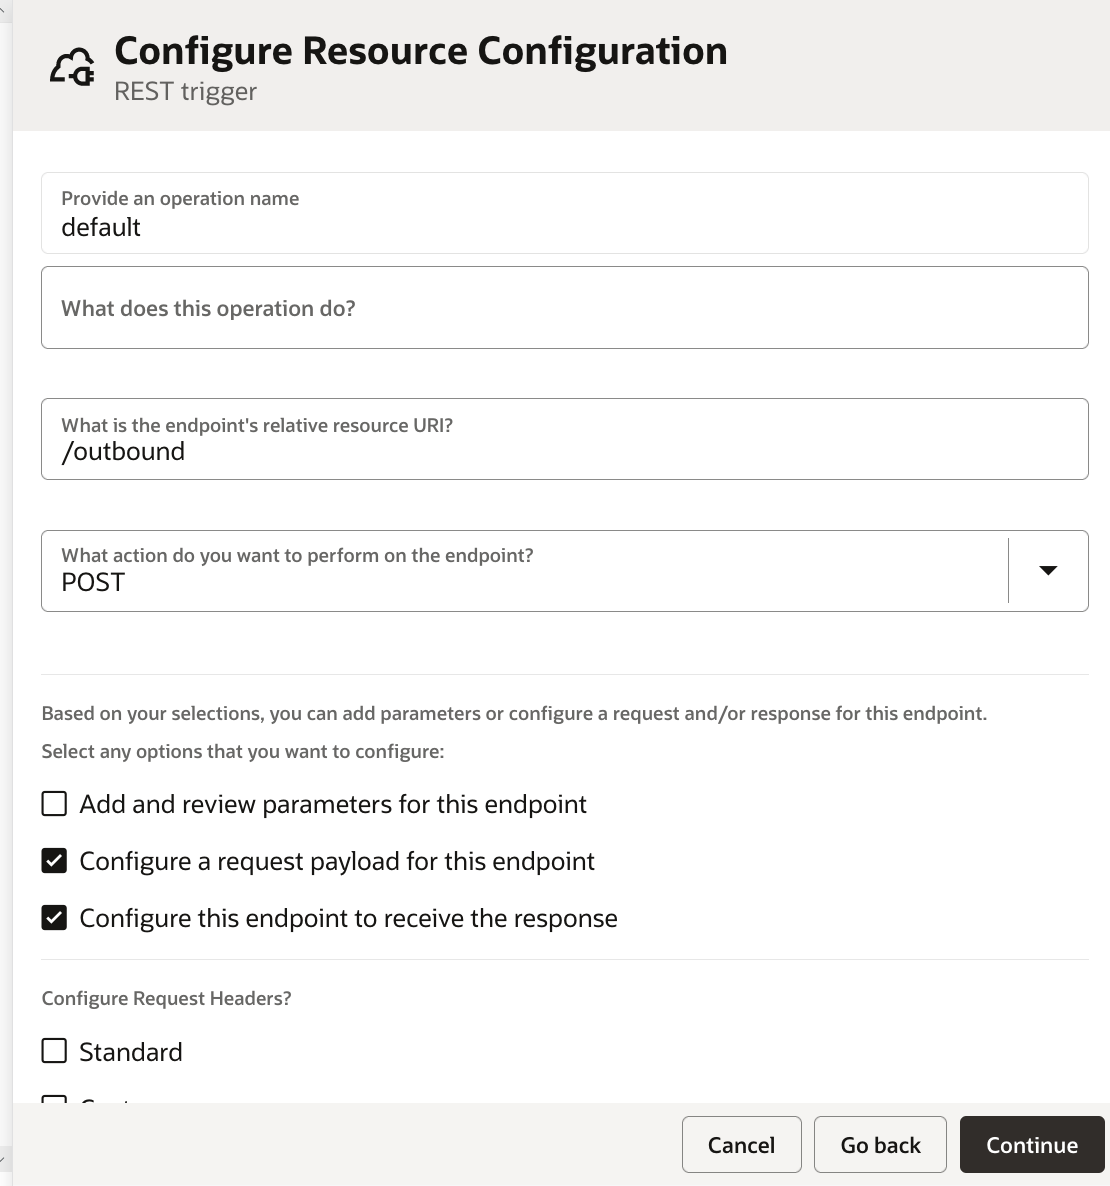 Configure Resource Configuration
REST trigger
Provide an operation name
default
What does this operation do?
What is the endpoint's relative resource URI?
/outbound
What action do you want to perform on the endpoint?
POST
Based on your selections, you can add parameters or configure a request and/or response for this endpoint.
Select any options that you want to configure:
Add and review parameters for this endpoint
Configure a request payload for this endpoint
Configure this endpoint to receive the response
Configure Request Headers?
Standard
Cancel
Go back
Continue